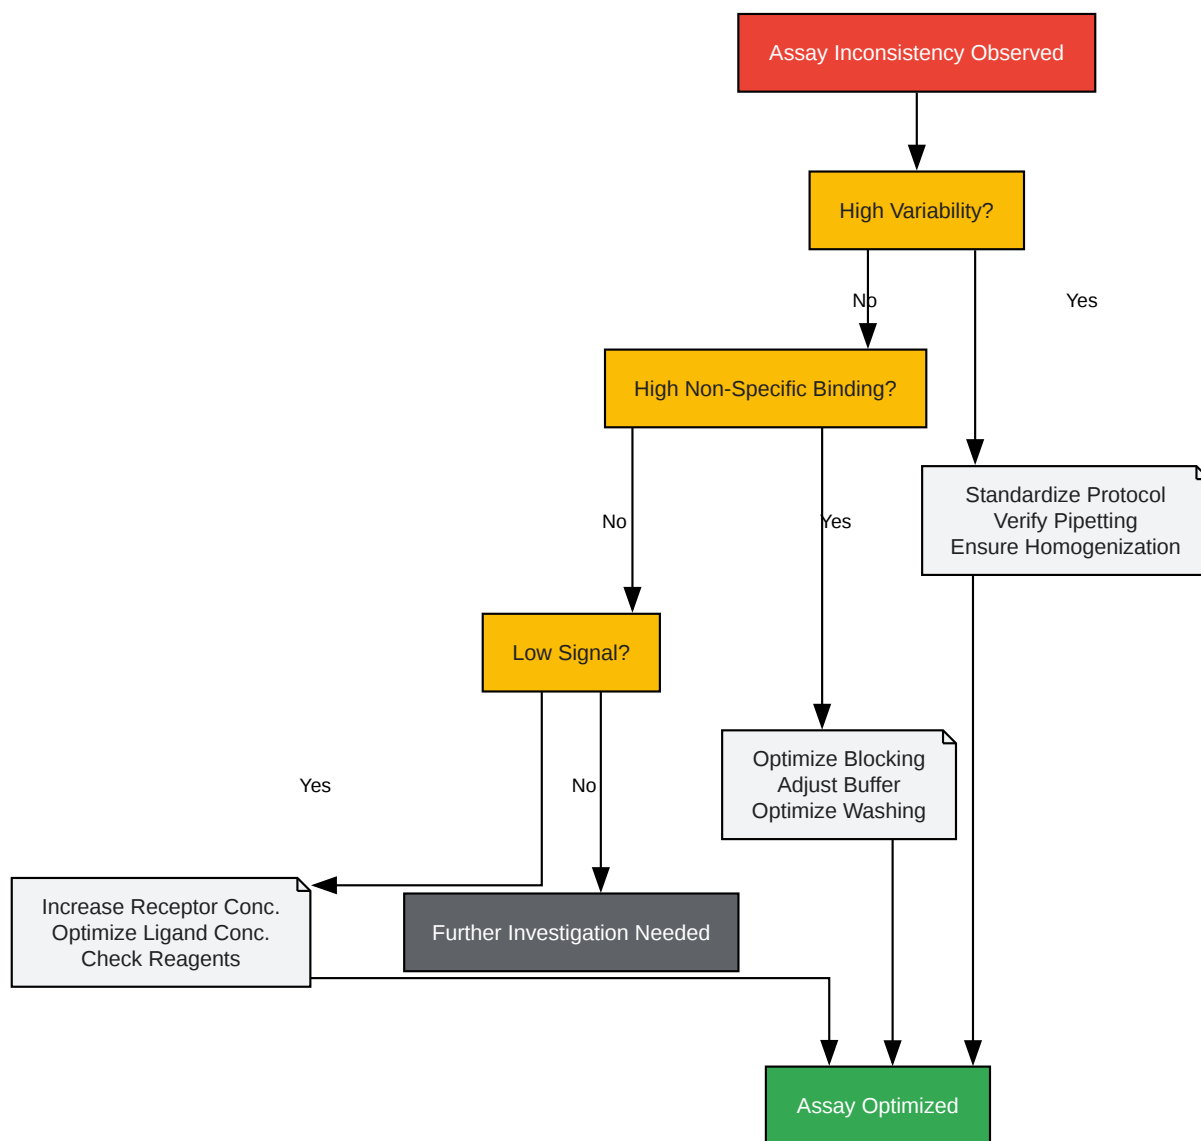 Assay Inconsistency Observed
High Variability?
No
Yes
High Non-Specific Binding?
Standardize Protocol
Verify Pipetting
Ensure Homogenization
No
Yes
Low Signal?
Optimize Blocking
Adjust Buffer
Optimize Washing
Yes
No
Increase Receptor Conc.
Optimize Ligand Conc.
Check Reagents
Further Investigation Needed
Assay Optimized